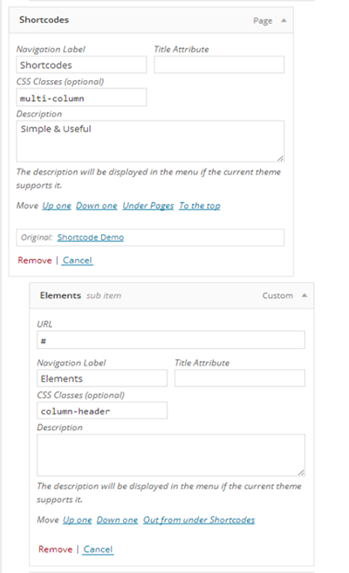 Shortcodes Page
Navigation Label Title Attribute
Shortcodes
CSS Classes (optional)
multi-column
Description
Simple & Useful
The description will be displayed in the menu if the current theme
supports it.
Move Up one Down one Under Pages To the top
Original: Shortcode Demo
Remove | Cancel
Elements sub item Custom
URL
#
Navigation Label Title Attribute
Elements
CSS Classes (optional)
column-header
Description
The description will be displayed in the menu if the current theme
supports it.
Move Up one Down one Out from under Shortcodes
Remove | Cancel